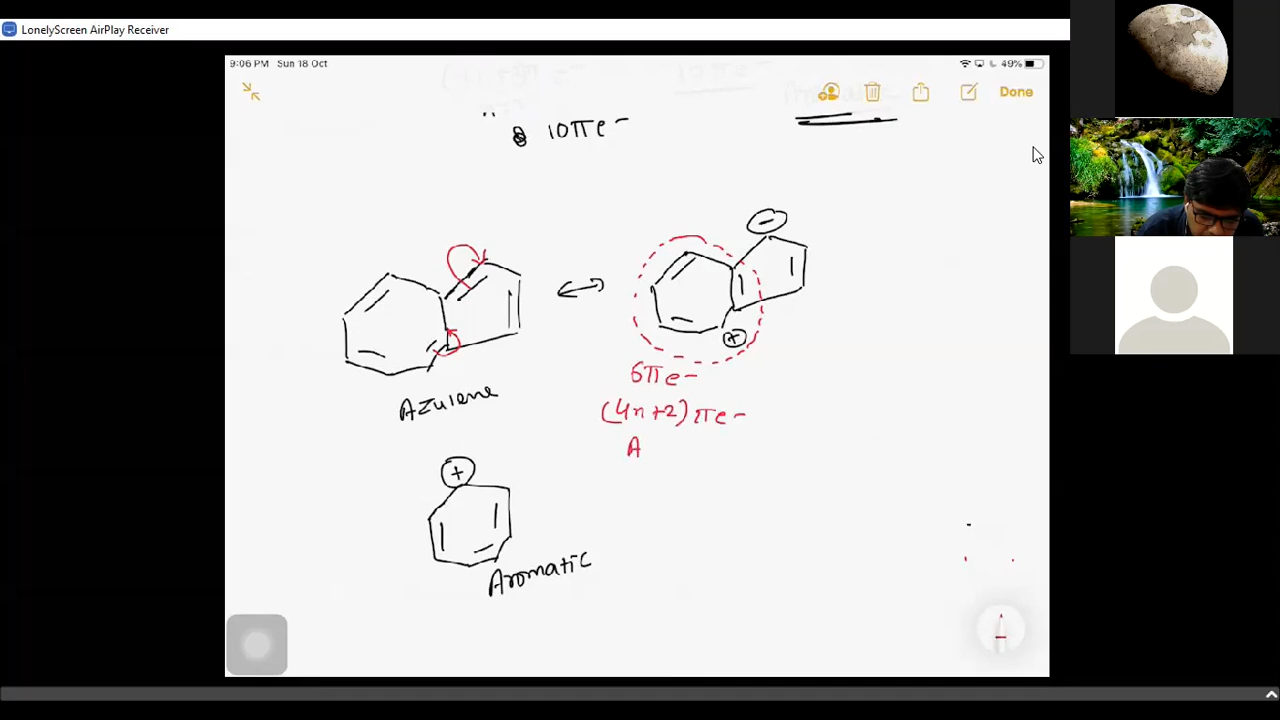 LonelyScreen AirPlay Receiver
9:06 PM Sun 18 Oct
49%
Done
10πe-
-
+
6πe-
(4n+2)πe-
A
Azulene
+
Aromatic